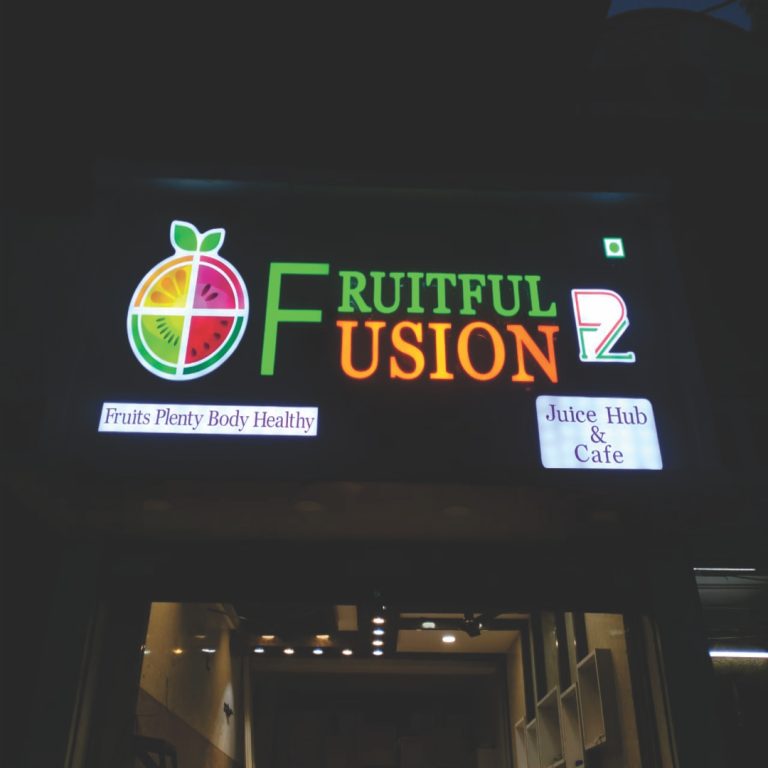 FRUITFUL
FUSION
Fruits Plenty Body Healthy
Juice Hub
&
Cafe